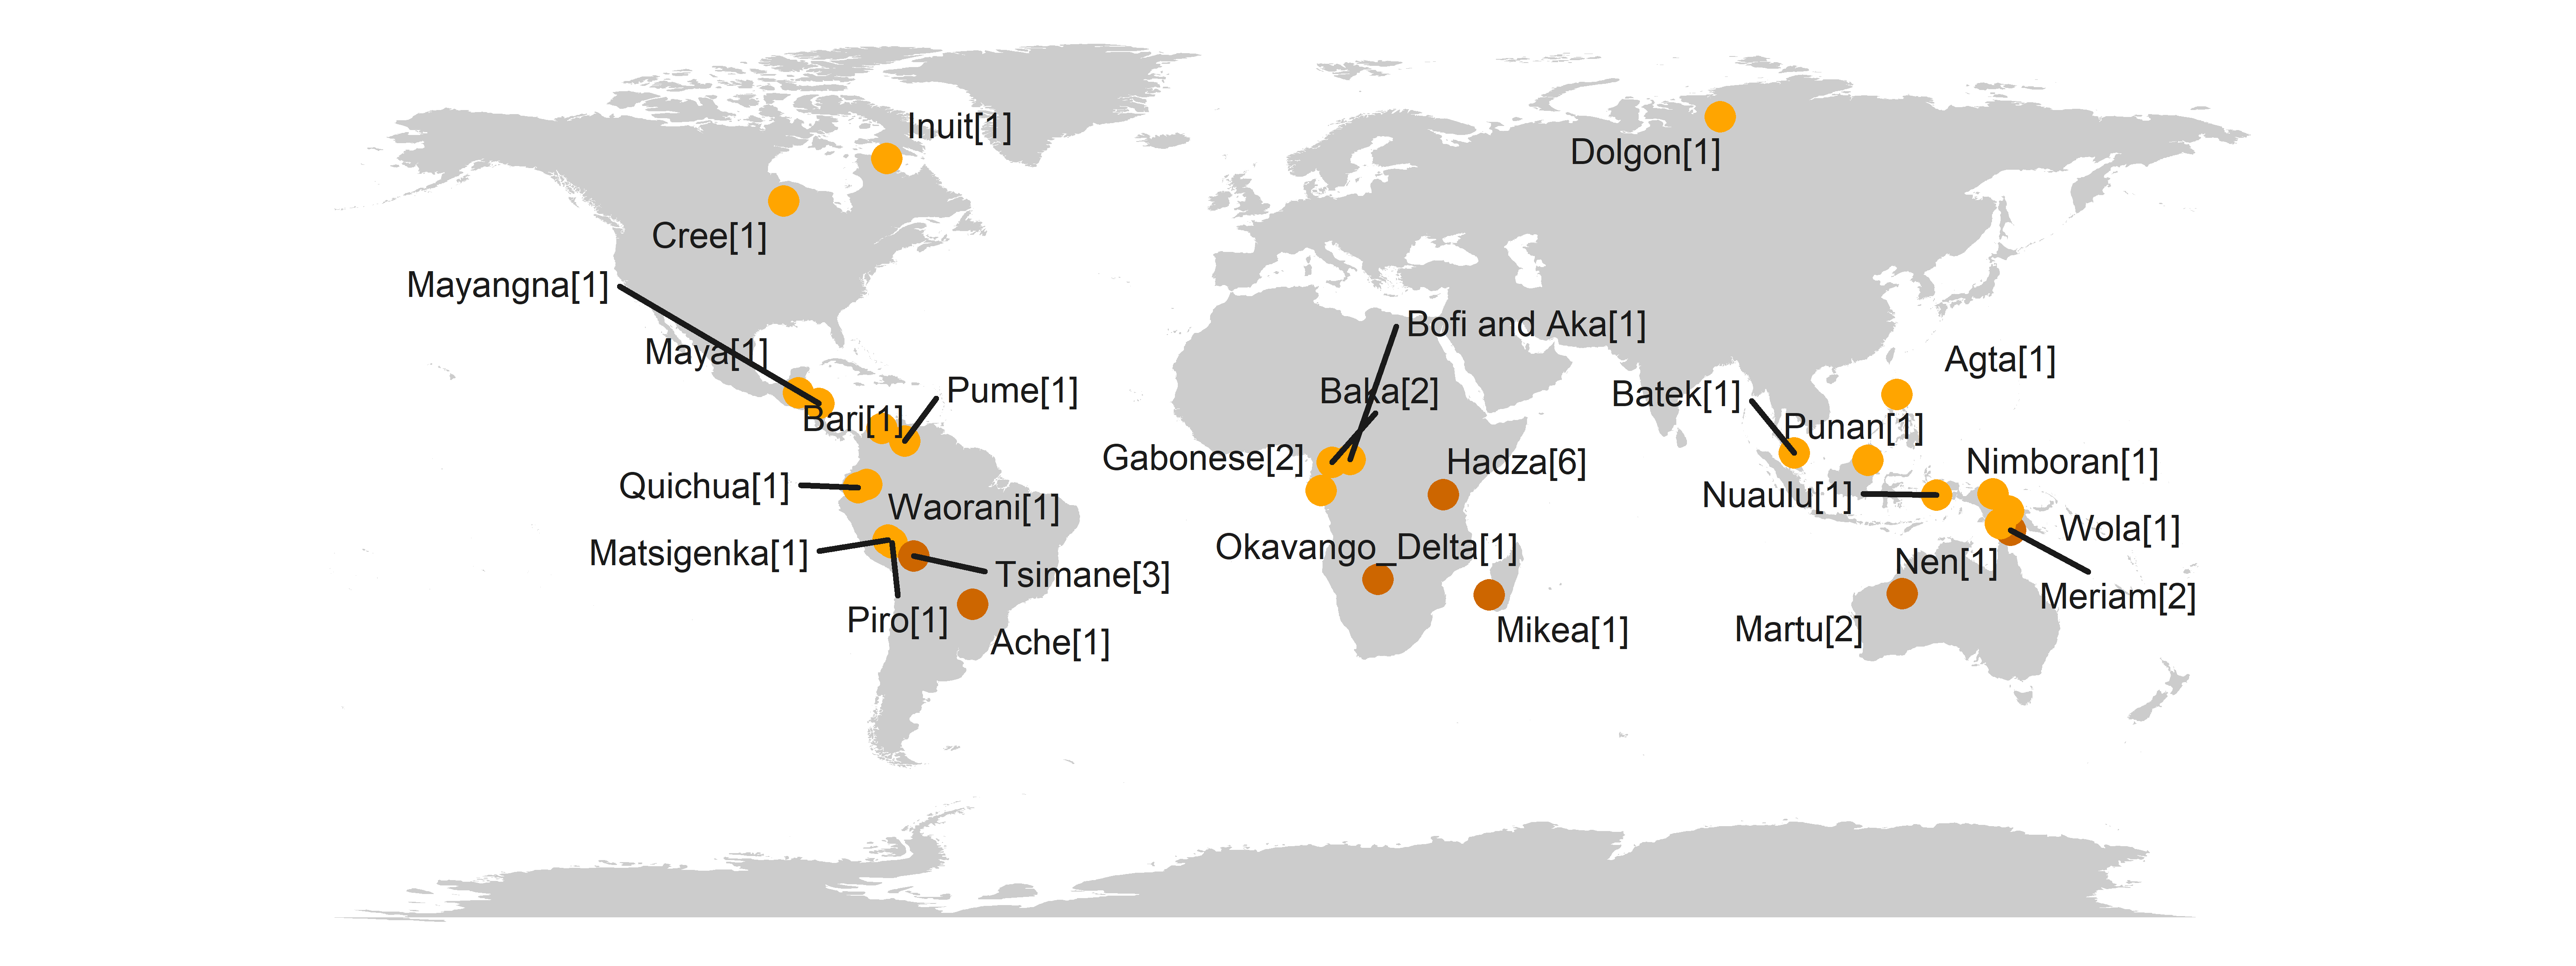 Inuit[1]
Dolgon[1]
Cree[1]
Mayangna[1]
Bofi and Aka[1]
Maya[1]
Agta[1]
Pume[1]
Baka[2]
Batek[1]
Bari[1]
Punan[1]
Gabonese[2]
Hadza[6]
Nimboran[1]
Quichua[1]
Nuaulu[1]
Waorani[1]
Wola[1]
Matsigenka[1]
Okavango_Delta[1]
Nen[1]
Tsimane[3]
Meriam[2]
Piro[1]
Mikea[1]
Martu[2]
Ache[1]